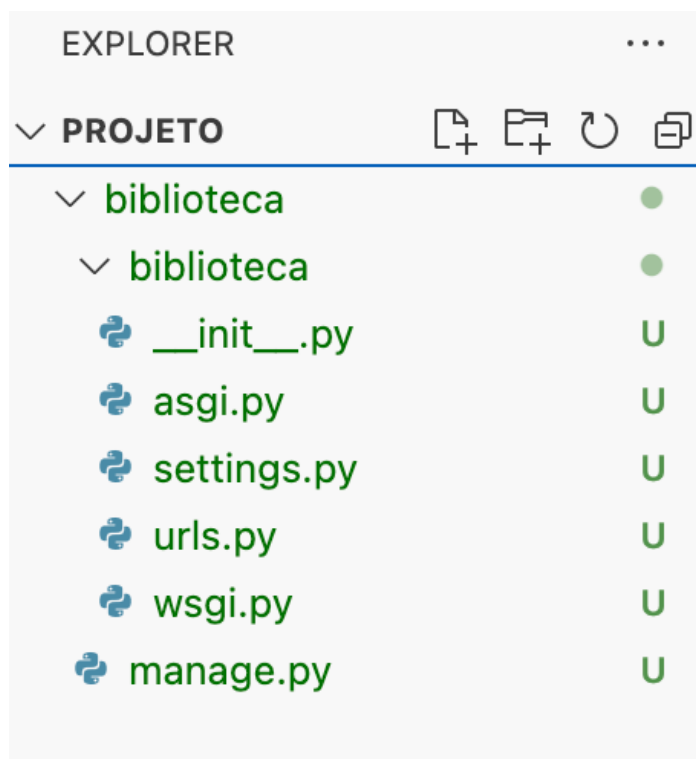 EXPLORER
PROJETO
biblioteca
biblioteca
__init__.py U
asgi.py U
settings.py U
urls.py U
wsgi.py U
manage.py U